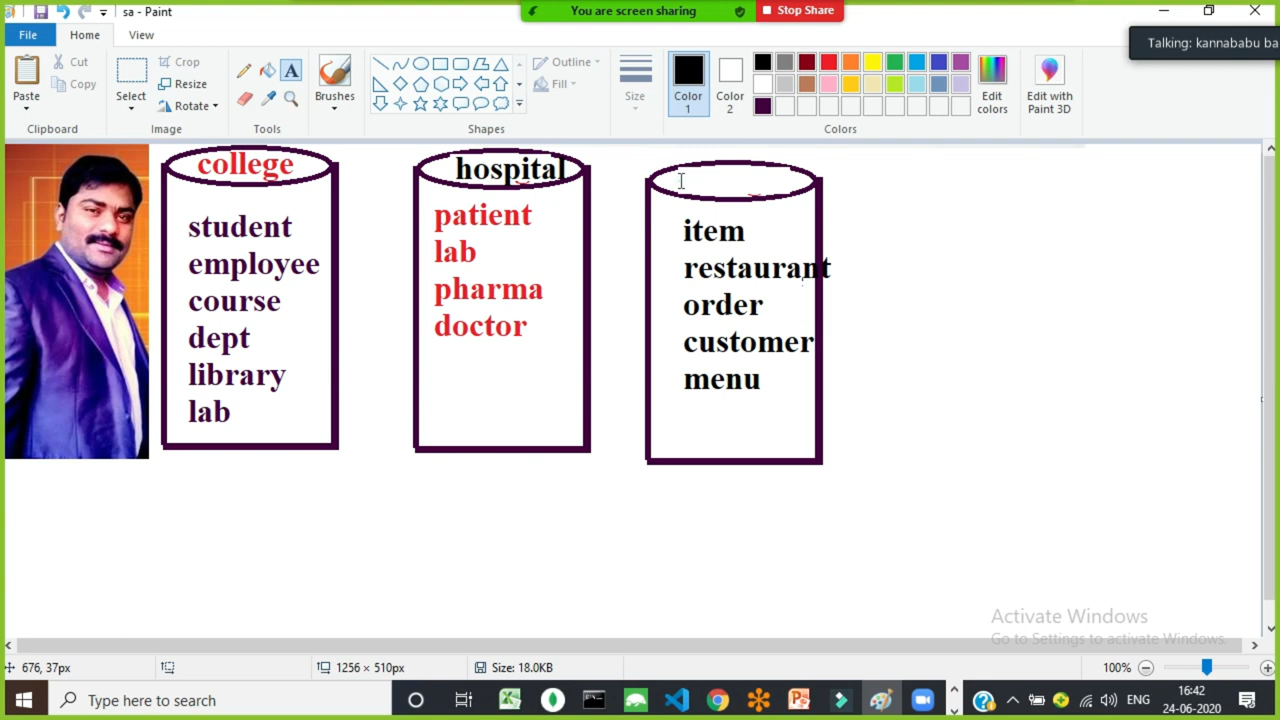 sa - Paint
You are screen sharing
Stop Share
File
Home
View
Talking: kannababu ba
Paste
Cut
Copy
Clipboard
Select
Crop
Resize
Rotate
Image
A
Tools
Brushes
Outline
Fill
Shapes
Size
Color
1
Color
2
Edit
colors
Colors
Edit with
Paint 3D
college
student
employee
course
dept
library
lab
hospital
patient
lab
pharma
doctor
item
restaurant
order
customer
menu
Activate Windows
Go to Settings to activate Windows.
676, 37px
1256 × 510px
Size: 18.0KB
100%
Type here to search
ENG
16:42
24-06-2020